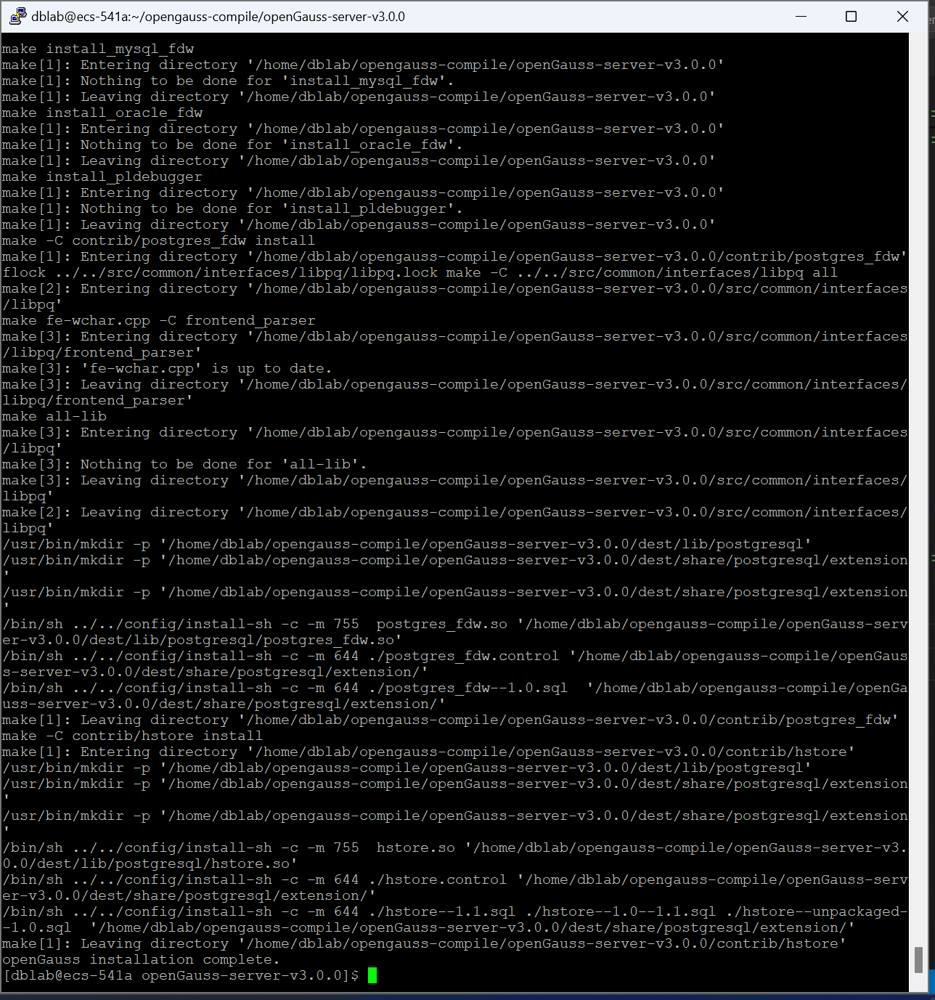 dblab@ecs-541a:~/opengauss-compile/openGauss-server-v3.0.0
make install_mysql_fdw
make[1]: Entering directory '/home/dblab/opengauss-compile/openGauss-server-v3.0.0'
make[1]: Nothing to be done for 'install_mysql_fdw'.
make[1]: Leaving directory '/home/dblab/opengauss-compile/openGauss-server-v3.0.0'
make install_oracle_fdw
make[1]: Entering directory '/home/dblab/opengauss-compile/openGauss-server-v3.0.0'
make[1]: Nothing to be done for 'install_oracle_fdw'.
make[1]: Leaving directory '/home/dblab/opengauss-compile/openGauss-server-v3.0.0'
make install_pldebugger
make[1]: Entering directory '/home/dblab/opengauss-compile/openGauss-server-v3.0.0'
make[1]: Nothing to be done for 'install_pldebugger'.
make[1]: Leaving directory '/home/dblab/opengauss-compile/openGauss-server-v3.0.0'
make -C contrib/postgres_fdw install
make[1]: Entering directory '/home/dblab/opengauss-compile/openGauss-server-v3.0.0/contrib/postgres_fdw'
flock ../../src/common/interfaces/libpq/libpq.lock make -C ../../src/common/interfaces/libpq all
make[2]: Entering directory '/home/dblab/opengauss-compile/openGauss-server-v3.0.0/src/common/interfaces
/libpq'
make fe-wchar.cpp -C frontend_parser
make[3]: Entering directory '/home/dblab/opengauss-compile/openGauss-server-v3.0.0/src/common/interfaces
/libpq/frontend_parser'
make[3]: 'fe-wchar.cpp' is up to date.
make[3]: Leaving directory '/home/dblab/opengauss-compile/openGauss-server-v3.0.0/src/common/interfaces/
libpq/frontend_parser'
make all-lib
make[3]: Entering directory '/home/dblab/opengauss-compile/openGauss-server-v3.0.0/src/common/interfaces
/libpq'
make[3]: Nothing to be done for 'all-lib'.
make[3]: Leaving directory '/home/dblab/opengauss-compile/openGauss-server-v3.0.0/src/common/interfaces/
libpq'
make[2]: Leaving directory '/home/dblab/opengauss-compile/openGauss-server-v3.0.0/src/common/interfaces/
libpq'
/usr/bin/mkdir -p '/home/dblab/opengauss-compile/openGauss-server-v3.0.0/dest/lib/postgresql'
/usr/bin/mkdir -p '/home/dblab/opengauss-compile/openGauss-server-v3.0.0/dest/share/postgresql/extension
'
/usr/bin/mkdir -p '/home/dblab/opengauss-compile/openGauss-server-v3.0.0/dest/share/postgresql/extension
'
/bin/sh ../../config/install-sh -c -m 755  postgres_fdw.so '/home/dblab/opengauss-compile/openGauss-serv
er-v3.0.0/dest/lib/postgresql/postgres_fdw.so'
/bin/sh ../../config/install-sh -c -m 644 ./postgres_fdw.control '/home/dblab/opengauss-compile/openGaus
s-server-v3.0.0/dest/share/postgresql/extension/'
/bin/sh ../../config/install-sh -c -m 644 ./postgres_fdw--1.0.sql  '/home/dblab/opengauss-compile/openGa
uss-server-v3.0.0/dest/share/postgresql/extension/'
make[1]: Leaving directory '/home/dblab/opengauss-compile/openGauss-server-v3.0.0/contrib/postgres_fdw'
make -C contrib/hstore install
make[1]: Entering directory '/home/dblab/opengauss-compile/openGauss-server-v3.0.0/contrib/hstore'
/usr/bin/mkdir -p '/home/dblab/opengauss-compile/openGauss-server-v3.0.0/dest/lib/postgresql'
/usr/bin/mkdir -p '/home/dblab/opengauss-compile/openGauss-server-v3.0.0/dest/share/postgresql/extension
'
/usr/bin/mkdir -p '/home/dblab/opengauss-compile/openGauss-server-v3.0.0/dest/share/postgresql/extension
'
/bin/sh ../../config/install-sh -c -m 755  hstore.so '/home/dblab/opengauss-compile/openGauss-server-v3.
0.0/dest/lib/postgresql/hstore.so'
/bin/sh ../../config/install-sh -c -m 644 ./hstore.control '/home/dblab/opengauss-compile/openGauss-serv
er-v3.0.0/dest/share/postgresql/extension/'
/bin/sh ../../config/install-sh -c -m 644 ./hstore--1.1.sql ./hstore--1.0--1.1.sql ./hstore--unpackaged-
-1.0.sql  '/home/dblab/opengauss-compile/openGauss-server-v3.0.0/dest/share/postgresql/extension/'
make[1]: Leaving directory '/home/dblab/opengauss-compile/openGauss-server-v3.0.0/contrib/hstore'
openGauss installation complete.
[dblab@ecs-541a openGauss-server-v3.0.0]$